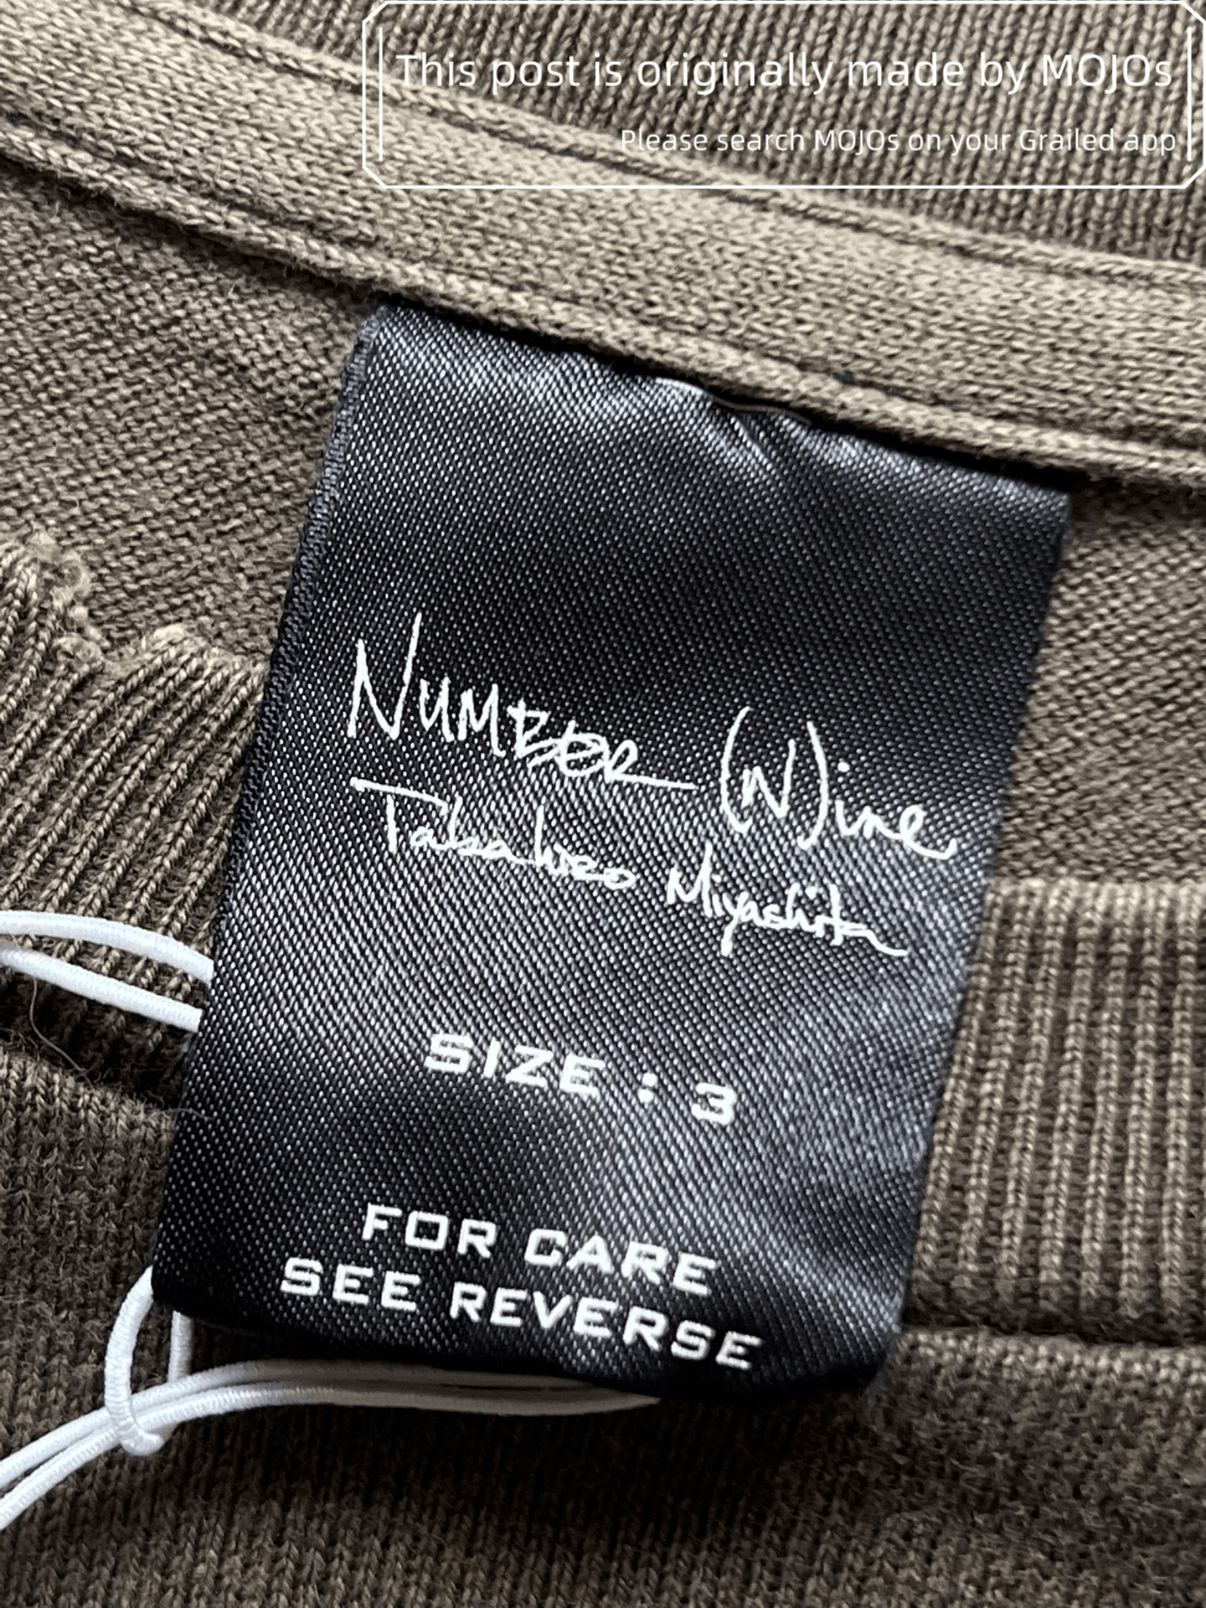 This post is originally made by MOJOs
Please search MOJOs on your Grailed app
NUMBER (N)ine
Takahiro Miyashita
SIZE : 3
FOR CARE
SEE REVERSE